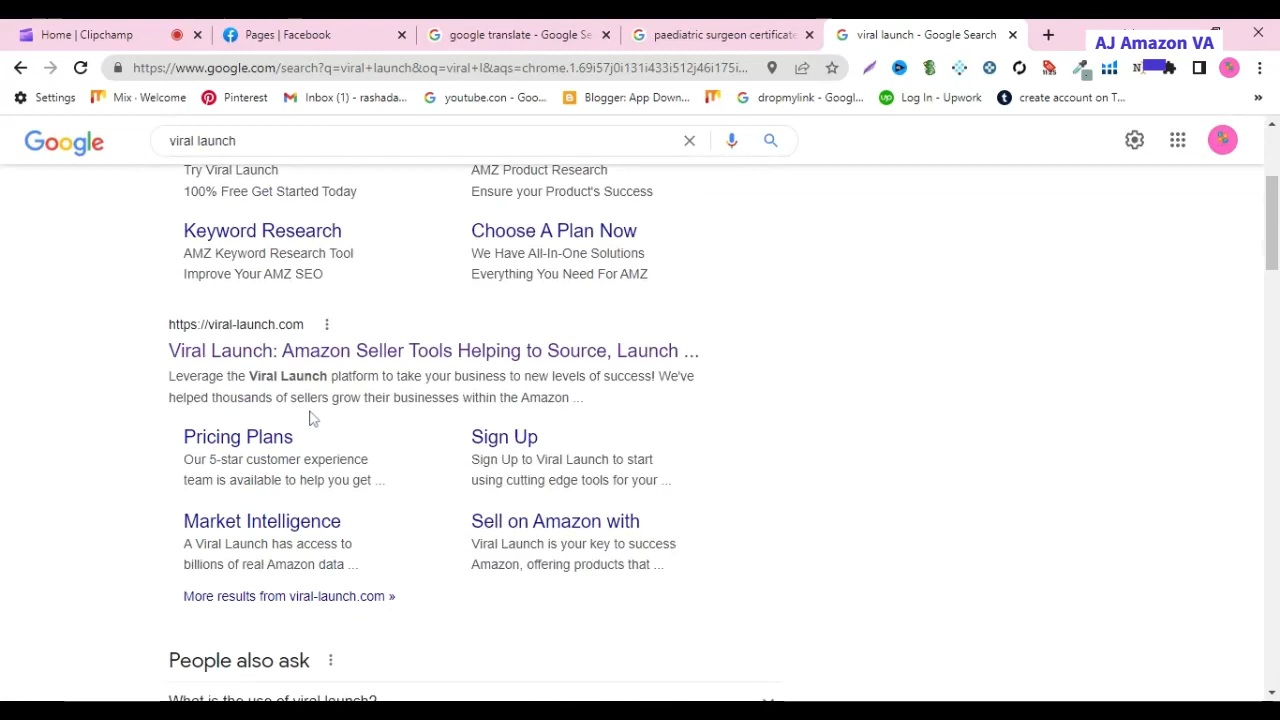 Home | Clipchamp
Pages | Facebook
google translate - Google Se
paediatric surgeon certificate
viral launch - Google Search
AJ Amazon VA
https://www.google.com/search?q=viral+launch&oq=viral+l&aqs=chrome.1.69i57j0i131i433i512j46i175i...
Settings
Mix · Welcome
Pinterest
Inbox (1) - rashada...
youtube.con - Goo...
Blogger: App Down...
dropmylink - Googl...
Log In - Upwork
create account on T...
»
Google
viral launch
Try Viral Launch
100% Free Get Started Today
AMZ Product Research
Ensure your Product's Success
Keyword Research
AMZ Keyword Research Tool
Improve Your AMZ SEO
Choose A Plan Now
We Have All-In-One Solutions
Everything You Need For AMZ
https://viral-launch.com
Viral Launch: Amazon Seller Tools Helping to Source, Launch ...
Leverage the Viral Launch platform to take your business to new levels of success! We've
helped thousands of sellers grow their businesses within the Amazon ...
Pricing Plans
Our 5-star customer experience
team is available to help you get ...
Sign Up
Sign Up to Viral Launch to start
using cutting edge tools for your ...
Market Intelligence
A Viral Launch has access to
billions of real Amazon data ...
Sell on Amazon with
Viral Launch is your key to success
Amazon, offering products that ...
More results from viral-launch.com »
People also ask
What is the use of viral launch?